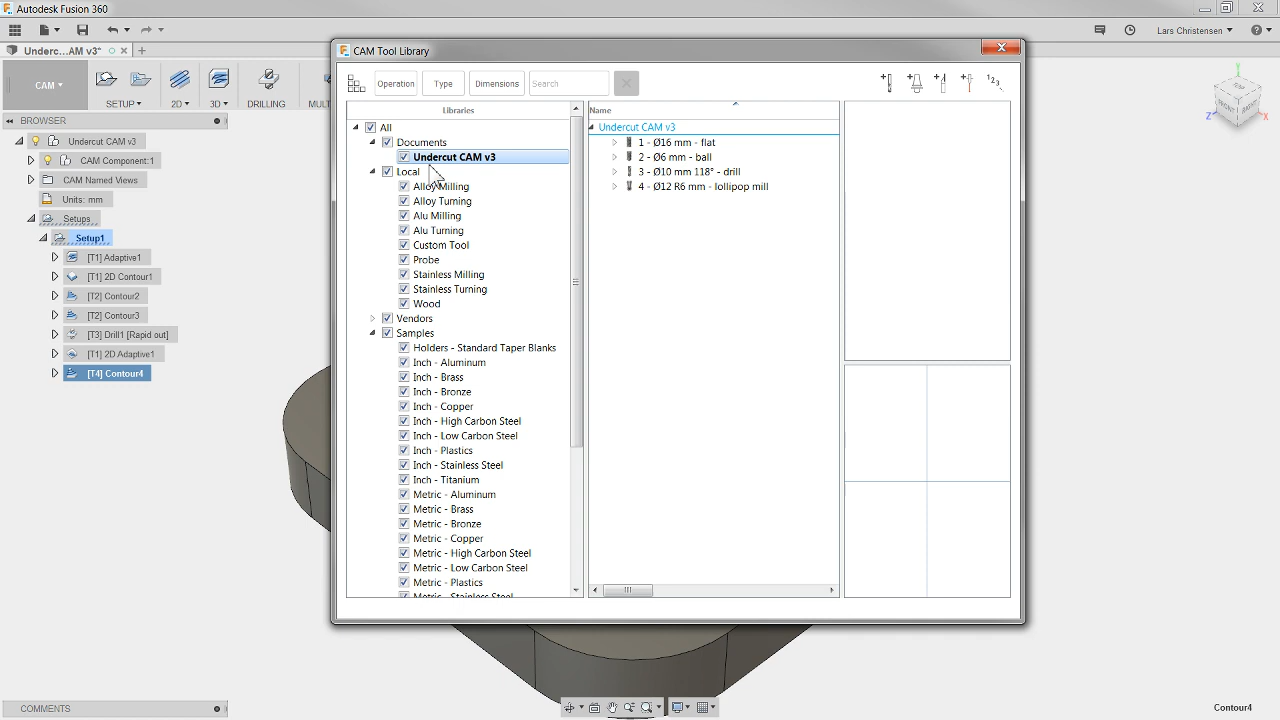 Autodesk Fusion 360
Lars Christensen
Underc...AM v3*
CAM
SETUP
2D
3D
DRILLING
MULT
BROWSER
Undercut CAM v3
CAM Component:1
CAM Named Views
Units: mm
Setups
Setup1
[T1] Adaptive1
[T1] 2D Contour1
[T2] Contour2
[T2] Contour3
[T3] Drill1 [Rapid out]
[T1] 2D Adaptive1
[T4] Contour4
CAM Tool Library
Operation
Type
Dimensions
Search
Libraries
All
Documents
Undercut CAM v3
Local
Alloy Milling
Alloy Turning
Alu Milling
Alu Turning
Custom Tool
Probe
Stainless Milling
Stainless Turning
Wood
Vendors
Samples
Holders - Standard Taper Blanks
Inch - Aluminum
Inch - Brass
Inch - Bronze
Inch - Copper
Inch - High Carbon Steel
Inch - Low Carbon Steel
Inch - Plastics
Inch - Stainless Steel
Inch - Titanium
Metric - Aluminum
Metric - Brass
Metric - Bronze
Metric - Copper
Metric - High Carbon Steel
Metric - Low Carbon Steel
Metric - Plastics
Metric - Stainless Steel
Name
Undercut CAM v3
1 - Ø16 mm - flat
2 - Ø6 mm - ball
3 - Ø10 mm 118° - drill
4 - Ø12 R6 mm - lollipop mill
Y
Z
X
COMMENTS
Contour4